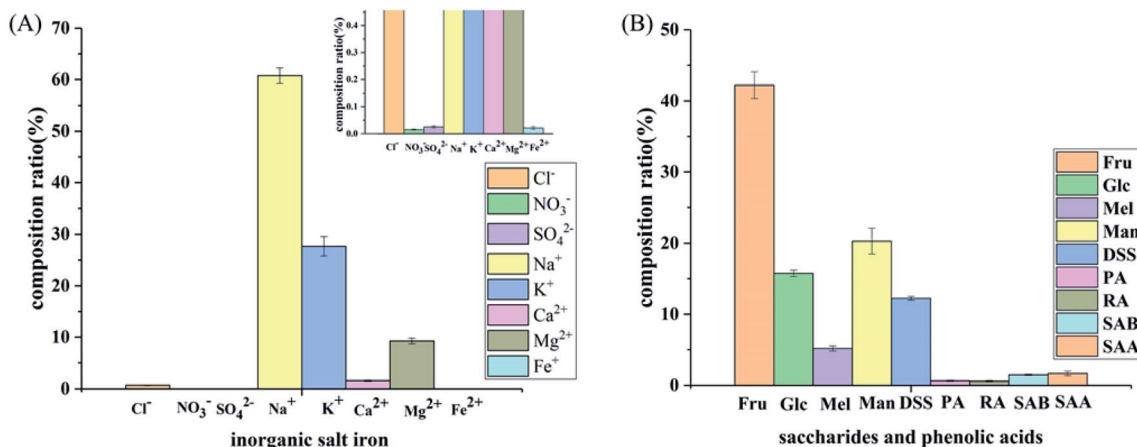 (A)
composition ratio(%)
70
60
50
40
30
20
10
0
Cl⁻ NO₃⁻ SO₄²⁻ Na⁺ K⁺ Ca²⁺ Mg²⁺ Fe²⁺
inorganic salt iron
composition ratio(%)
0.4
0.3
0.2
0.1
0.0
Cl⁻ NO₃⁻ SO₄²⁻ Na⁺ K⁺ Ca²⁺ Mg²⁺ Fe²⁺
Cl⁻
NO₃⁻
SO₄²⁻
Na⁺
K⁺
Ca²⁺
Mg²⁺
Fe⁺
(B)
composition ratio(%)
50
40
30
20
10
0
Fru Glc Mel Man DSS PA RA SAB SAA
saccharides and phenolic acids
Fru
Glc
Mel
Man
DSS
PA
RA
SAB
SAA